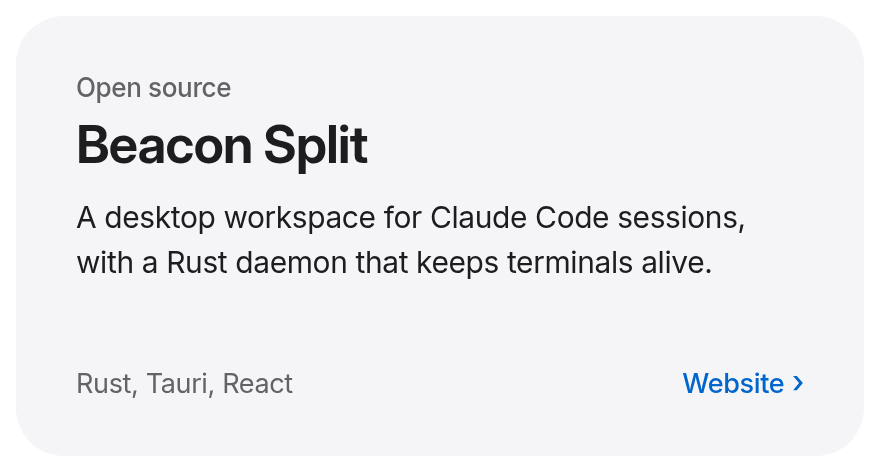 Open source
Beacon Split
A desktop workspace for Claude Code sessions,
with a Rust daemon that keeps terminals alive.
Rust, Tauri, React
Website ›